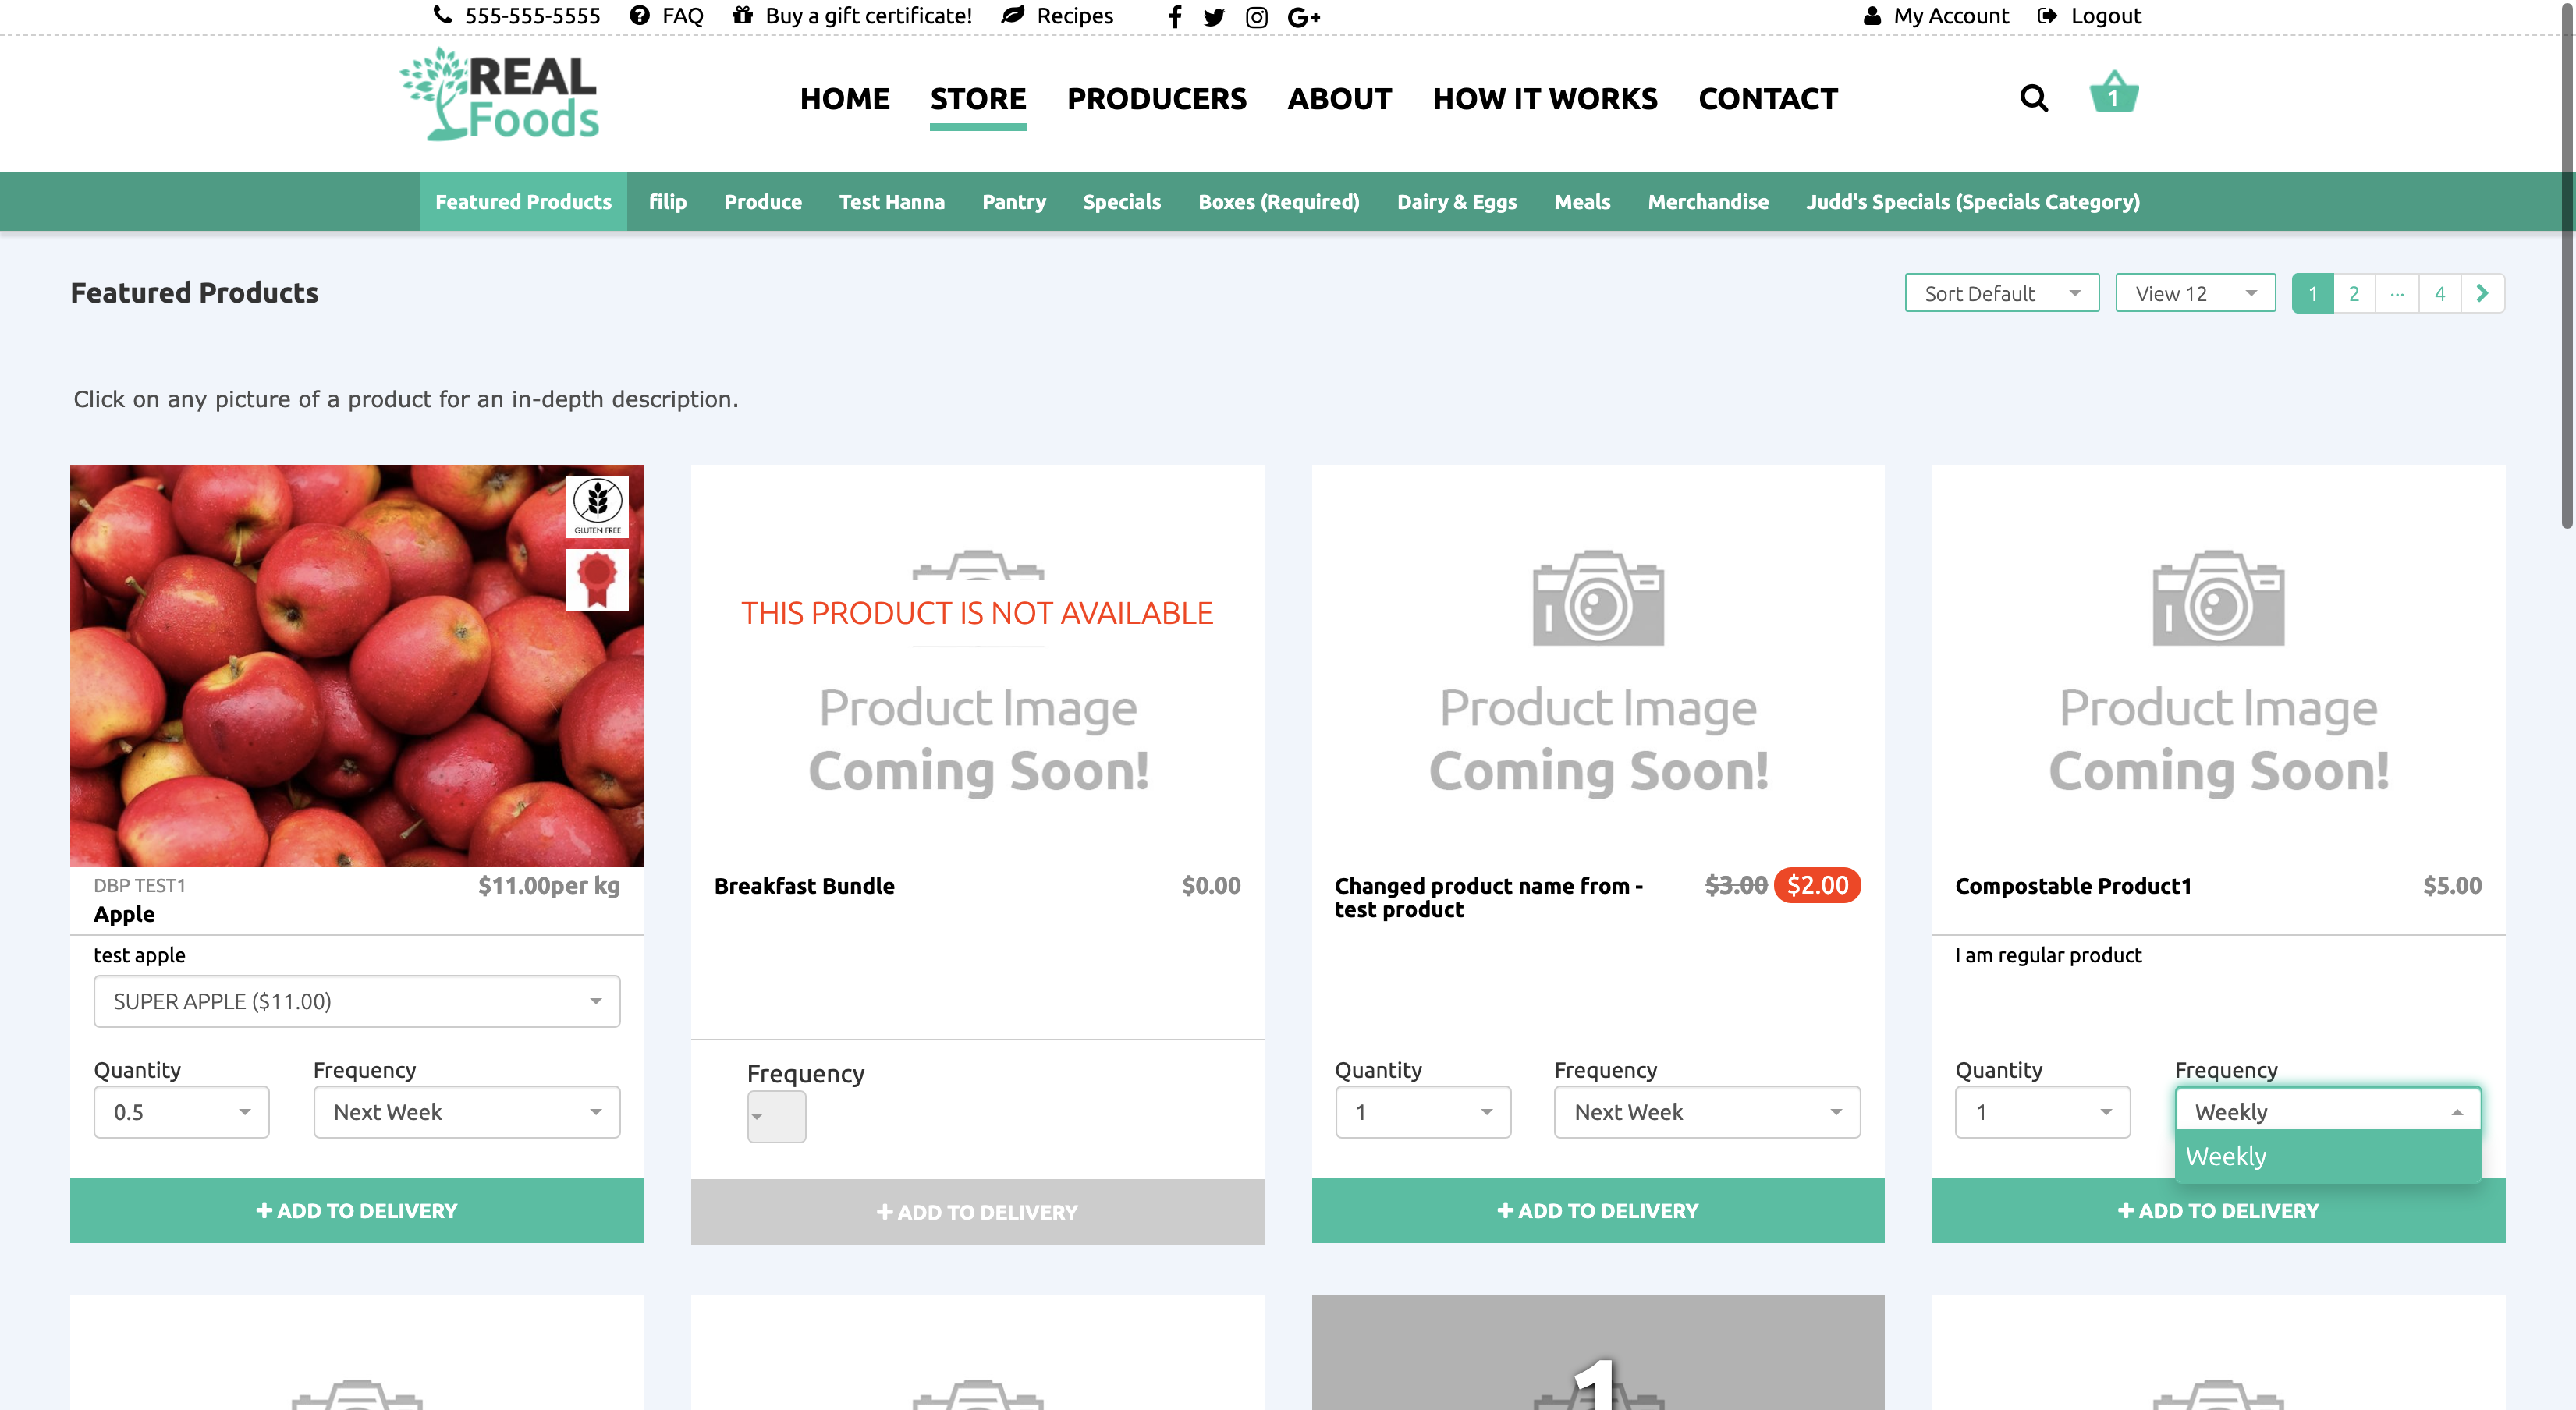 555-555-5555 FAQ Buy a gift certificate! Recipes My Account Logout
REAL
Foods
HOME STORE PRODUCERS ABOUT HOW IT WORKS CONTACT 1
Featured Products filip Produce Test Hanna Pantry Specials Boxes (Required) Dairy & Eggs Meals Merchandise Judd's Specials (Specials Category)
Featured Products Sort Default View 12 1 2 ... 4
Click on any picture of a product for an in-depth description.
GLUTEN FREE
DBP TEST1 $11.00per kg
Apple
test apple
SUPER APPLE ($11.00)
Quantity Frequency
0.5 Next Week
+ ADD TO DELIVERY
THIS PRODUCT IS NOT AVAILABLE
Product Image
Coming Soon!
Breakfast Bundle $0.00
Frequency
+ ADD TO DELIVERY
Product Image
Coming Soon!
Changed product name from - $3.00 $2.00
test product
Quantity Frequency
1 Next Week
+ ADD TO DELIVERY
Product Image
Coming Soon!
Compostable Product1 $5.00
I am regular product
Quantity Frequency
1 Weekly
Weekly
+ ADD TO DELIVERY
1